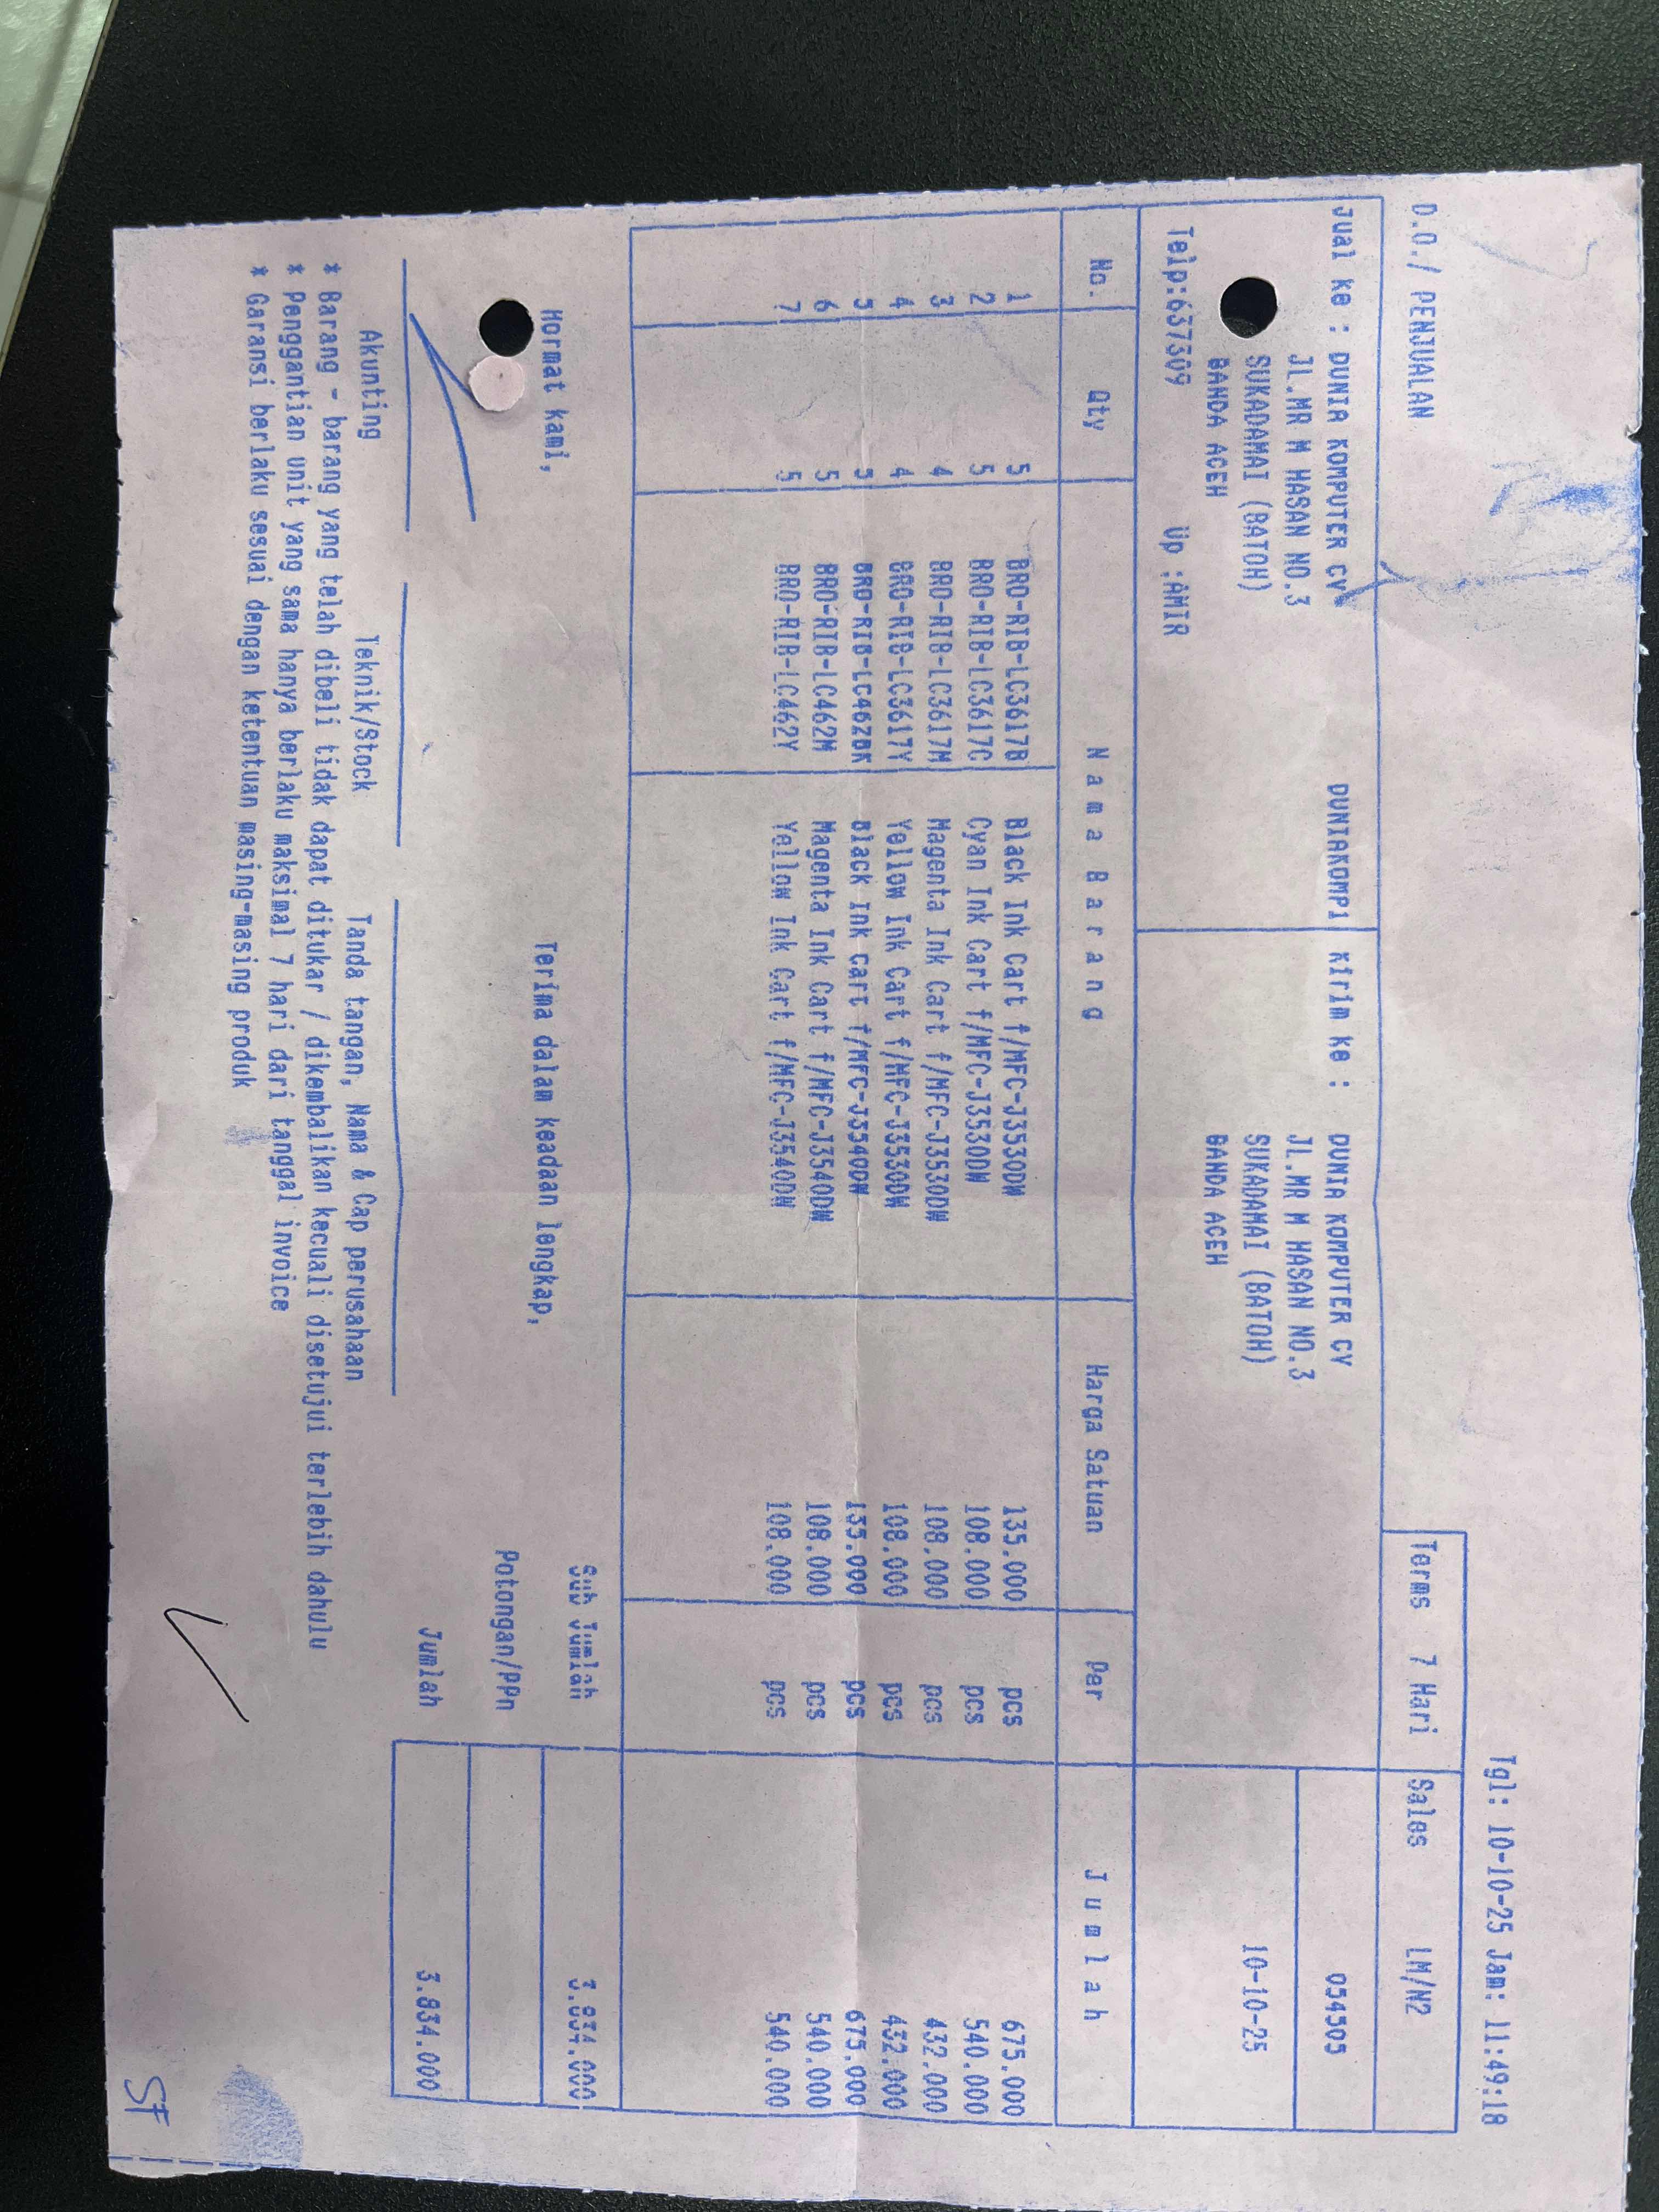 D.O./ PENJUALAN
Tgl: 10-10-25 Jam: 11:49:18
Terms 7 Hari Sales LM/N2
Jual ke : DUNIA KOMPUTER CV DUNIAKOMP1 Kirim ke : DUNIA KOMPUTER CV 054505
JL.MR M HASAN NO.3 JL.MR M HASAN NO.3
SUKADAMAI (BATOH) SUKADAMAI (BATOH) 10-10-25
BANDA ACEH BANDA ACEH
Telp:637309 Up :AMIR
No. Qty Nama Barang Harga Satuan Par Jumlah
1 5 BRO-RIB-LC3617B Black Ink Cart f/MFC-J3530DW 135.000 pcs 675.000
2 5 BRO-RIB-LC3617C Cyan Ink Cart f/MFC-J3530DW 108.000 pcs 540.000
3 4 BRO-RIB-LC3617M Magenta Ink Cart f/MFC-J3530DW 108.000 pcs 432.000
4 4 BRO-RIB-LC3617Y Yellow Ink Cart f/MFC-J3530DW 108.000 pcs 432.000
5 5 BRO-RIB-LC462BK Black Ink Cart f/MFC-J3540DW 135.000 pcs 675.000
6 5 BRO-RIB-LC462M Magenta Ink Cart f/MFC-J3540DW 108.000 pcs 540.000
7 5 BRO-RIB-LC462Y Yellow Ink Cart f/MFC-J3540DW 108.000 pcs 540.000
Hormat kami, Terima dalam keadaan lengkap,
Sub Jumlah 3.834.000
Potongan/PPn
Jumlah 3.834.000
Akunting Teknik/Stock Tanda tangan, Nama & Cap perusahaan
* Barang - barang yang telah dibeli tidak dapat ditukar / dikembalikan kecuali disetujui terlebih dahulu
* Penggantian unit yang sama hanya berlaku maksimal 7 hari dari tanggal invoice
* Garansi berlaku sesuai dengan ketentuan masing-masing produk
SF